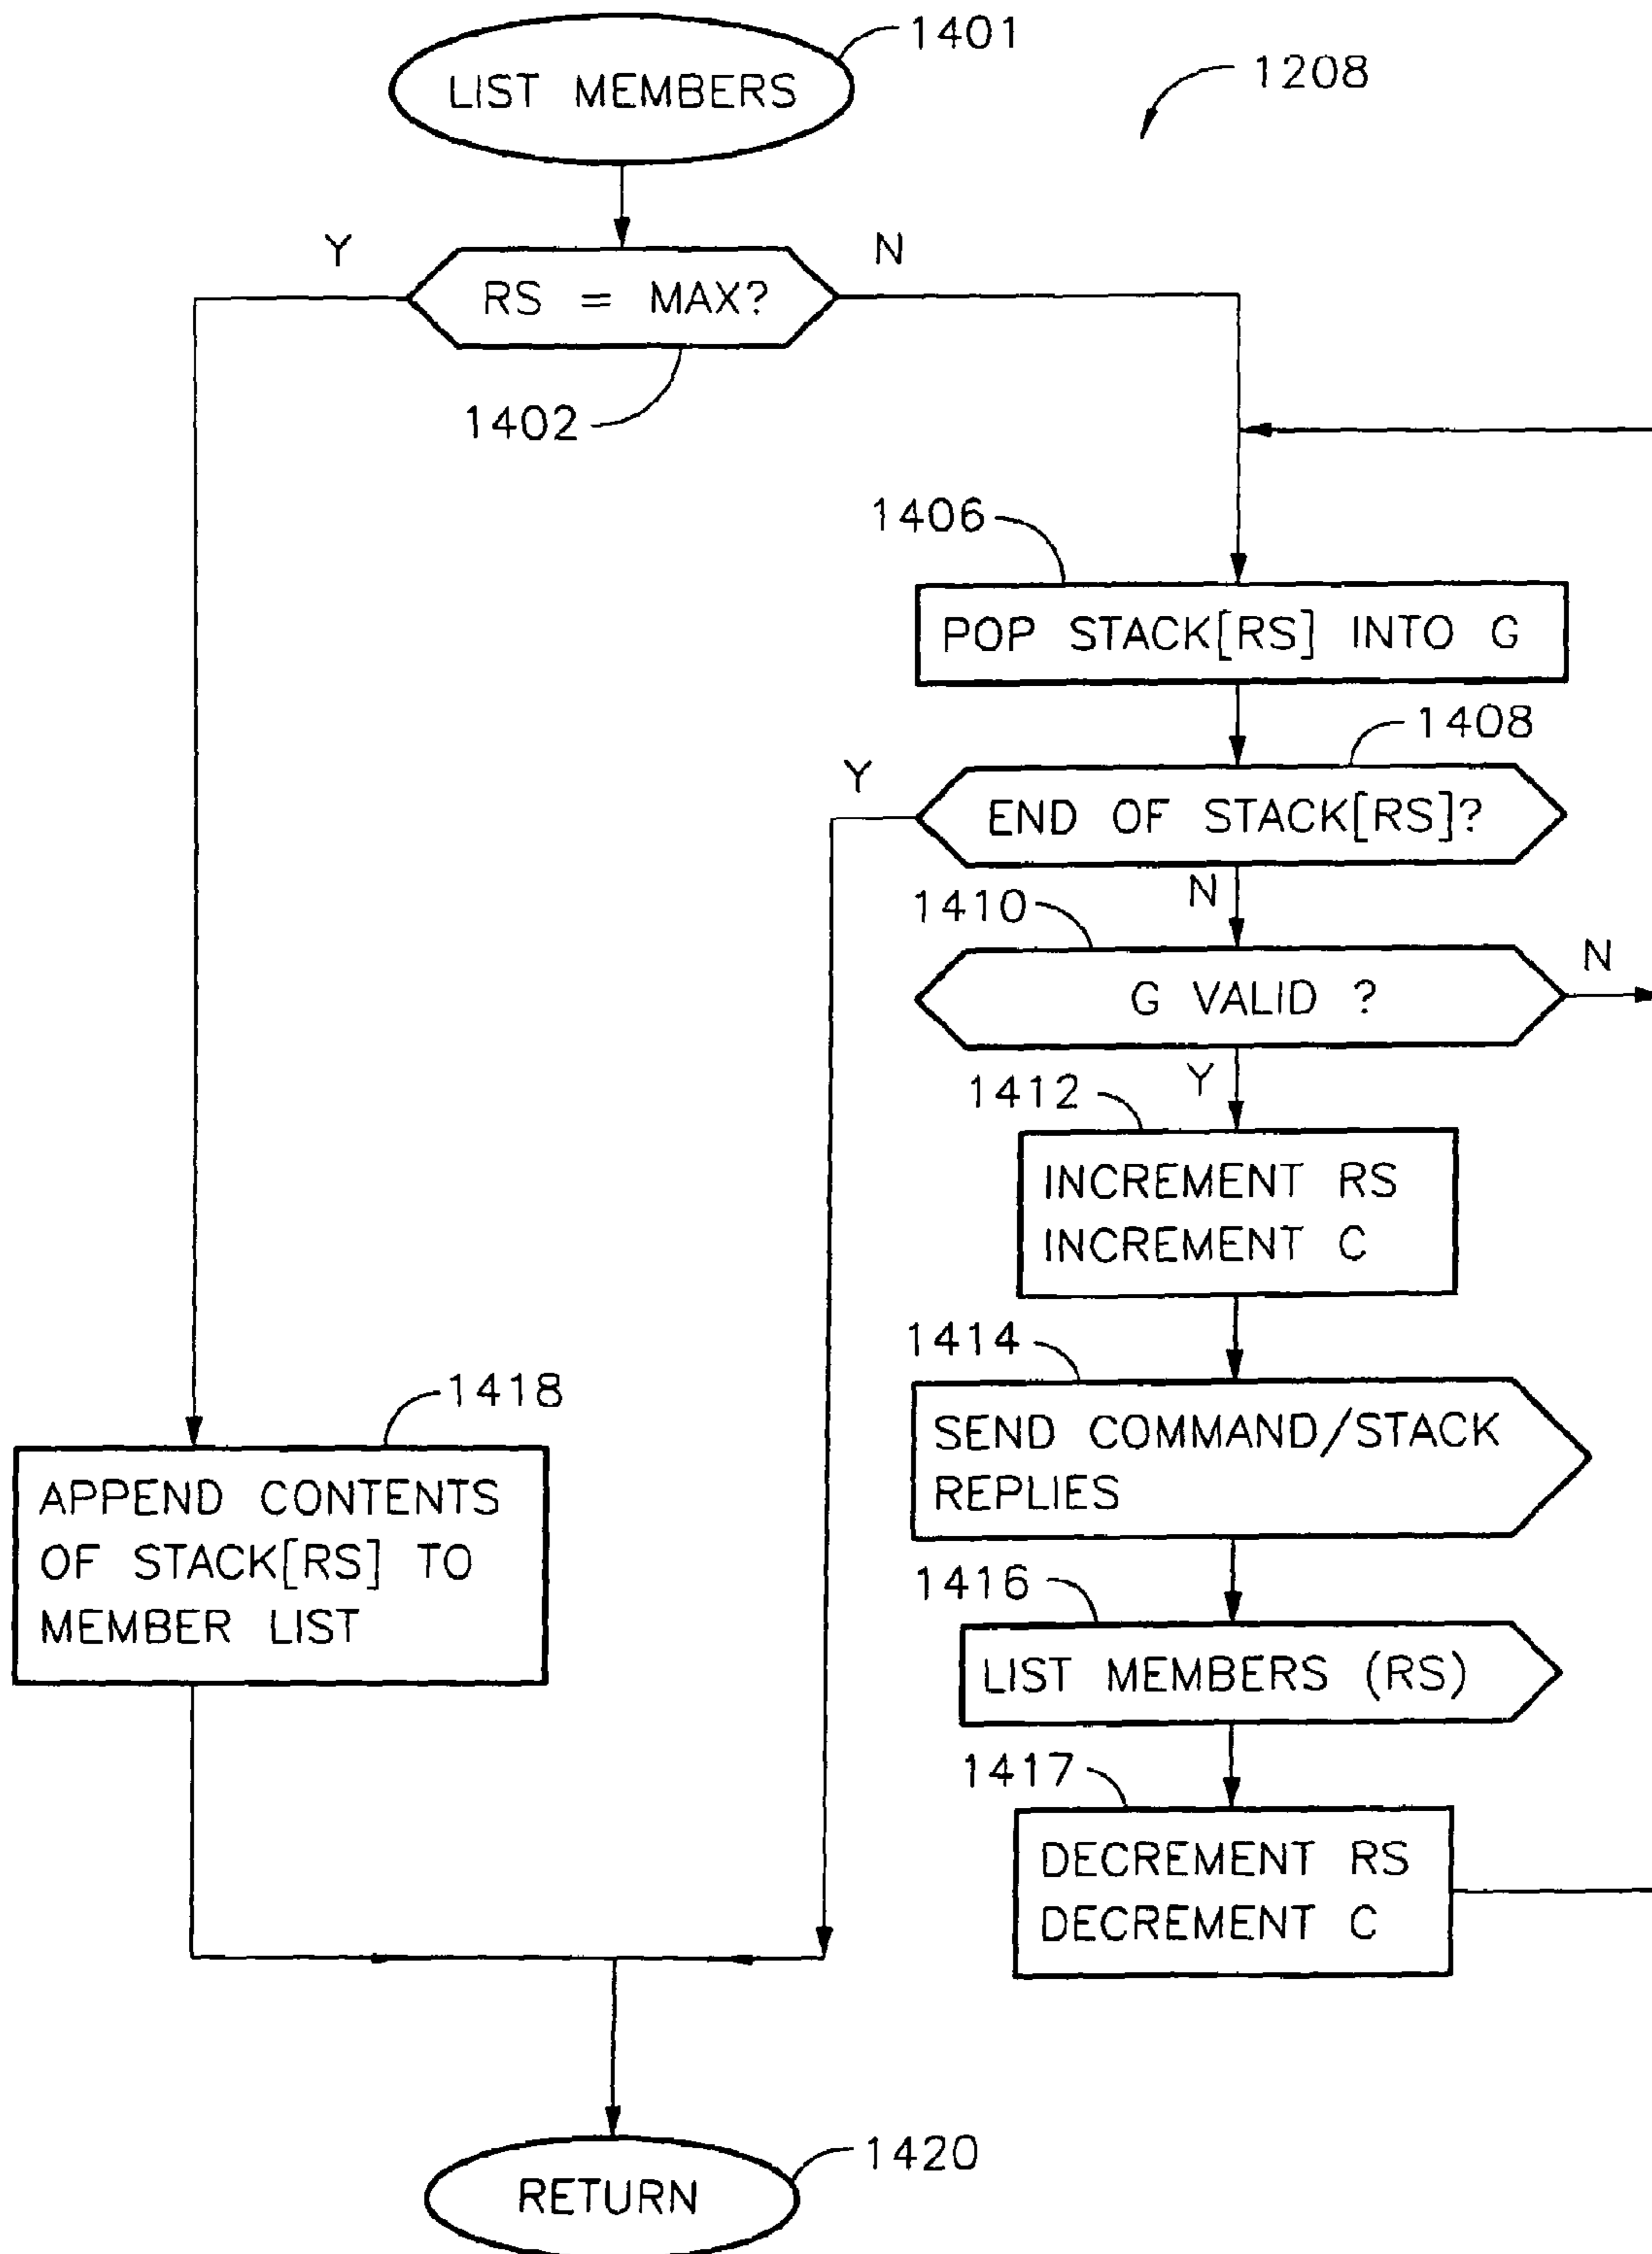 1401
LIST MEMBERS
1208
Y
N
RS = MAX?
1402
1406
POP STACK[RS] INTO G
1408
Y
END OF STACK[RS]?
N
1410
N
G VALID ?
Y
1412
INCREMENT RS
INCREMENT C
1414
SEND COMMAND/STACK
REPLIES
1418
APPEND CONTENTS
OF STACK[RS] TO
MEMBER LIST
1416
LIST MEMBERS (RS)
1417
DECREMENT RS
DECREMENT C
1420
RETURN